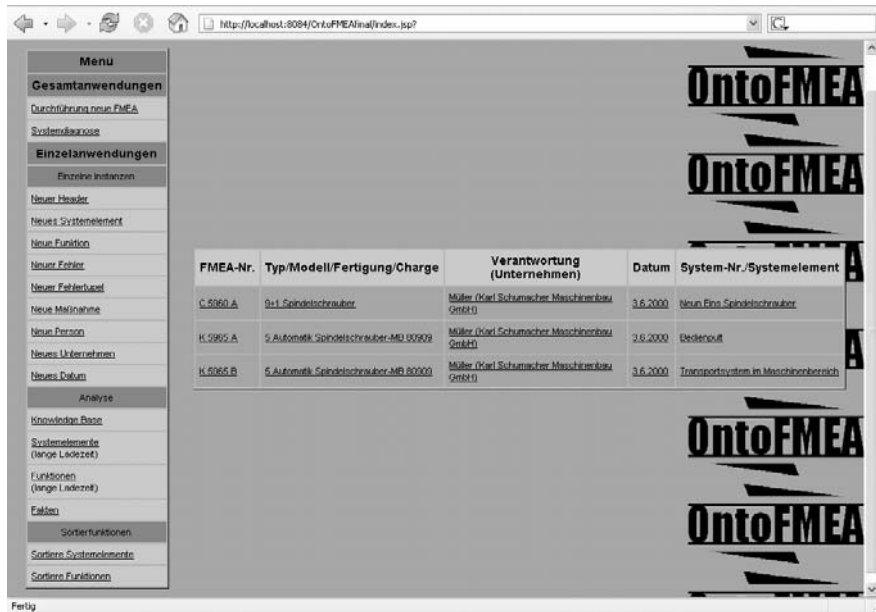 http://localhost:8084/OntoFMEAfinal/index.jsp?
Menu
Gesamtanwendungen
Durchführung neue FMEA
Systemdiagnose
Einzelanwendungen
Einzelne Instanzen
Neuer Header
Neues Systemelement
Neue Funktion
Neuer Fehler
Neuer Fehlertupel
Neue Maßnahme
Neue Person
Neues Unternehmen
Neues Datum
Analyse
Knowledge Base
Systemelemente
(lange Ladezeit)
Funktionen
(lange Ladezeit)
Fakten
Sortierfunktionen
Sortiere Systemelemente
Sortiere Funktionen
FMEA-Nr. Typ/Modell/Fertigung/Charge Verantwortung (Unternehmen) Datum System-Nr./Systemelement
C 5960 A 9+1 Spindelschrauber Müller (Karl Schumacher Maschinenbau GmbH) 3.6.2000 Neun Eins Spindelschrauber
K 5965 A 5 Automatik Spindelschrauber-MB 80909 Müller (Karl Schumacher Maschinenbau GmbH) 3.6.2000 Bedienpult
K 5965 B 5 Automatik Spindelschrauber-MB 80909 Müller (Karl Schumacher Maschinenbau GmbH) 3.6.2000 Transportsystem im Maschinenbereich
OntoFMEA
OntoFMEA
OntoFMEA
OntoFMEA
Fertig